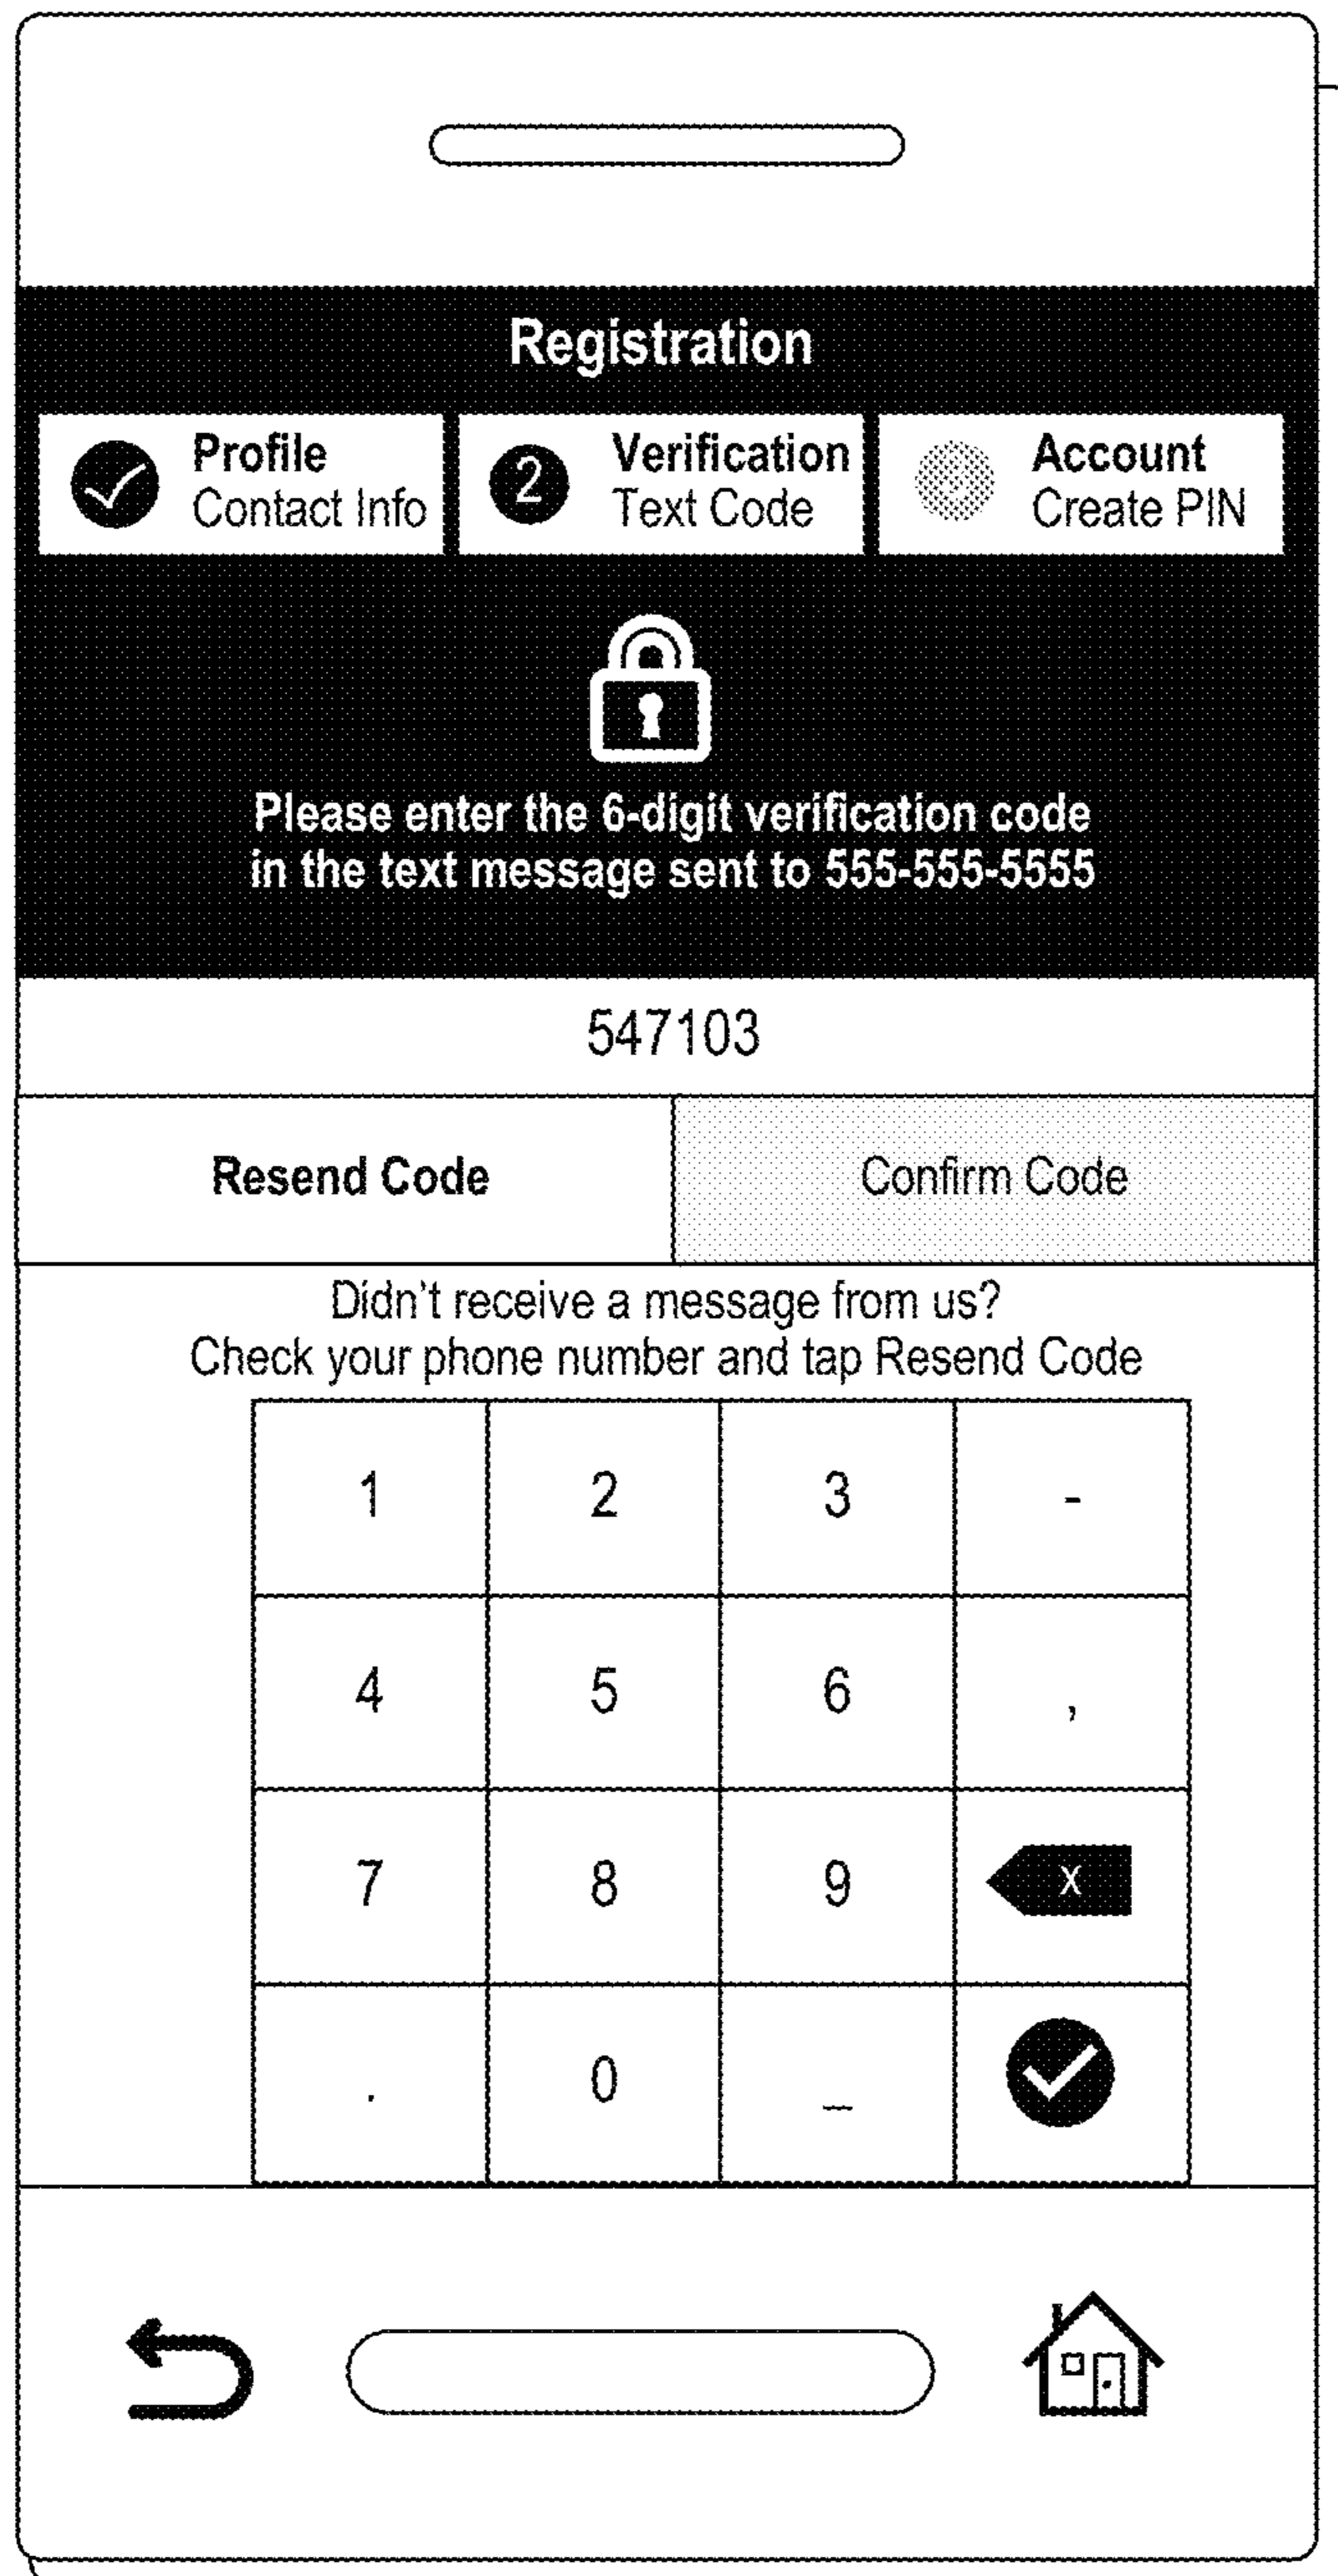 Registration
Profile
Contact Info
2
Verification
Text Code
Account
Create PIN
Please enter the 6-digit verification code
in the text message sent to 555-555-5555
547103
Resend Code
Confirm Code
Didn't receive a message from us?
Check your phone number and tap Resend Code
1 2 3 -
4 5 6 ,
7 8 9 X
. 0 _